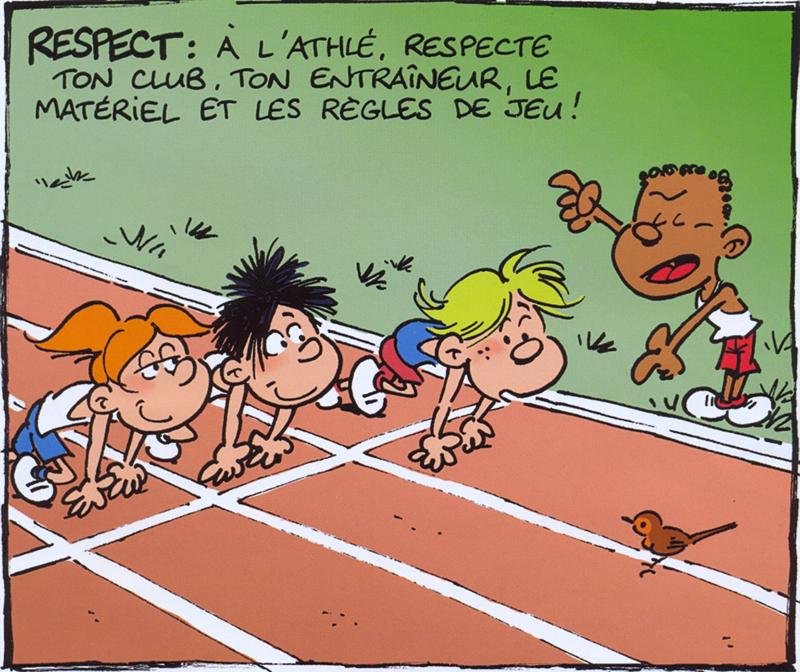 RESPECT : À L'ATHLÉ, RESPECTE
TON CLUB, TON ENTRAÎNEUR, LE
MATÉRIEL ET LES RÈGLES DE JEU !